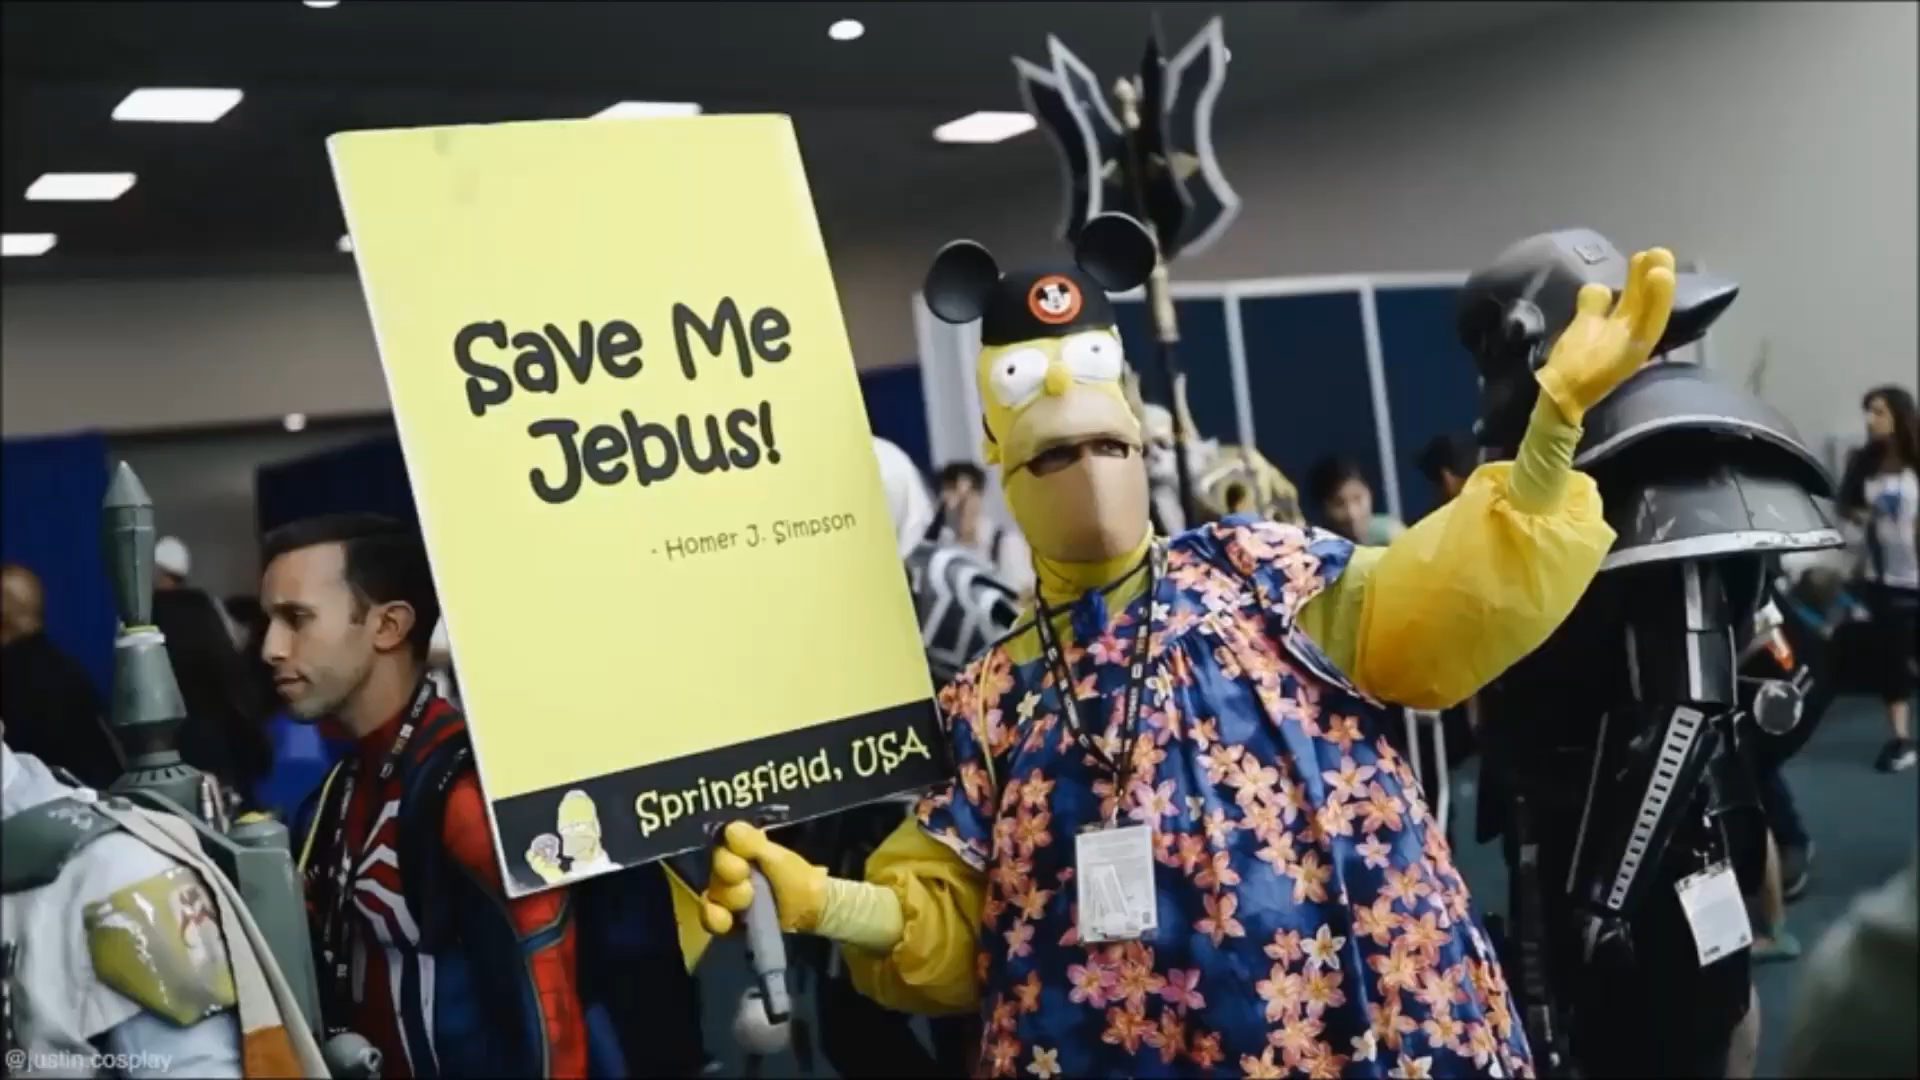 Save Me
Jebus!
- Homer J. Simpson
Springfield, USA
@justin.cosplay